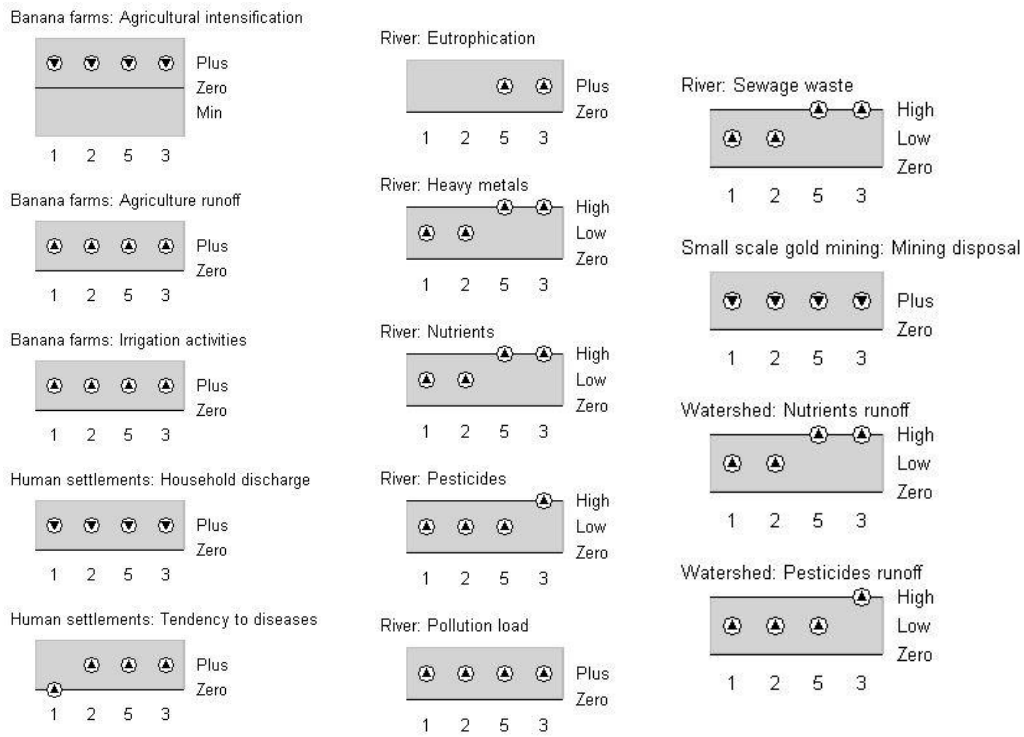 Banana farms: Agricultural intensification
Plus
Zero
Min
1 2 5 3
Banana farms: Agriculture runoff
Plus
Zero
1 2 5 3
Banana farms: Irrigation activities
Plus
Zero
1 2 5 3
Human settlements: Household discharge
Plus
Zero
1 2 5 3
Human settlements: Tendency to diseases
Plus
Zero
1 2 5 3
River: Eutrophication
Plus
Zero
1 2 5 3
River: Heavy metals
High
Low
Zero
1 2 5 3
River: Nutrients
High
Low
Zero
1 2 5 3
River: Pesticides
High
Low
Zero
1 2 5 3
River: Pollution load
Plus
Zero
1 2 5 3
River: Sewage waste
High
Low
Zero
1 2 5 3
Small scale gold mining: Mining disposal
Plus
Zero
1 2 5 3
Watershed: Nutrients runoff
High
Low
Zero
1 2 5 3
Watershed: Pesticides runoff
High
Low
Zero
1 2 5 3